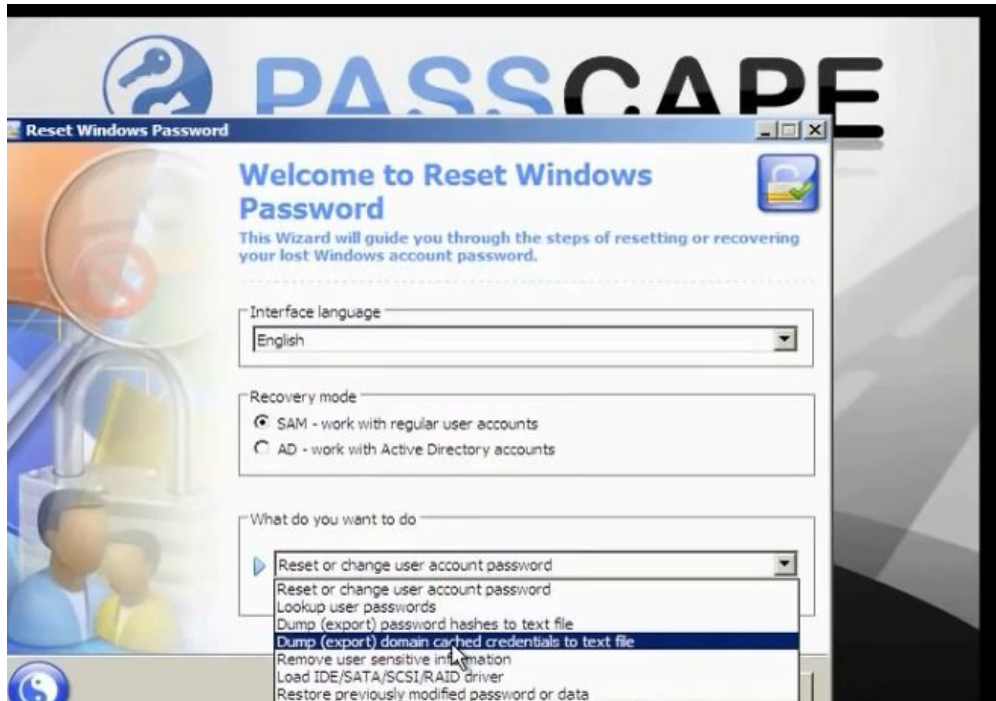 PASSCAPE
Reset Windows Password
Welcome to Reset Windows
Password
This Wizard will guide you through the steps of resetting or recovering
your lost Windows account password.
Interface language
English
Recovery mode
SAM - work with regular user accounts
AD - work with Active Directory accounts
What do you want to do
Reset or change user account password
Reset or change user account password
Lookup user passwords
Dump (export) password hashes to text file
Dump (export) domain cached credentials to text file
Remove user sensitive information
Load IDE/SATA/SCSI/RAID driver
Restore previously modified password or data